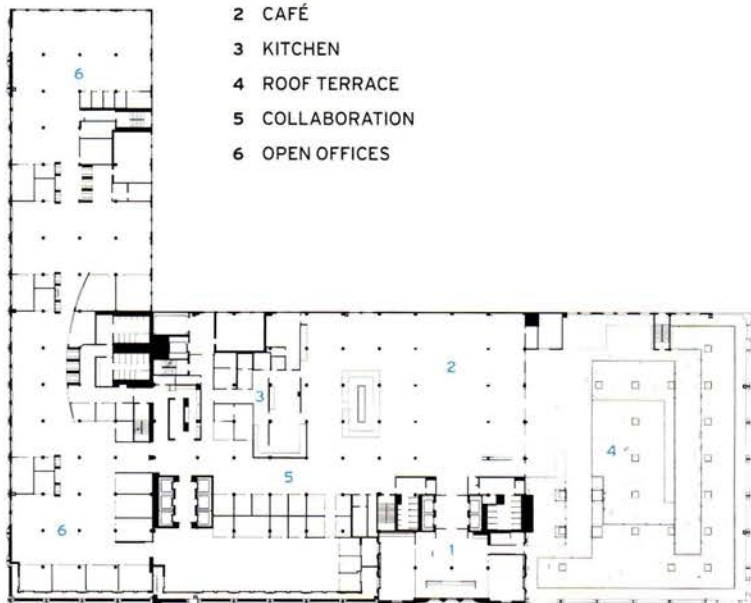 2 CAFÉ
3 KITCHEN
4 ROOF TERRACE
5 COLLABORATION
6 OPEN OFFICES
6
2
3
4
5
6
1